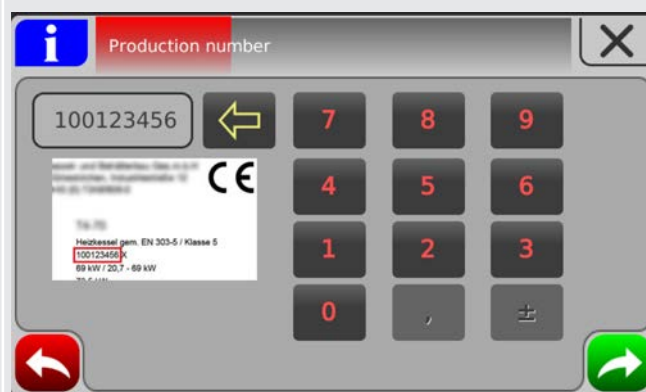 i Production number
100123456
7 8 9
4 5 6
1 2 3
0 , ±
CE
Heizkessel gem. EN 303-5 / Klasse 5
100123456 X
69 kW / 20,7 - 69 kW